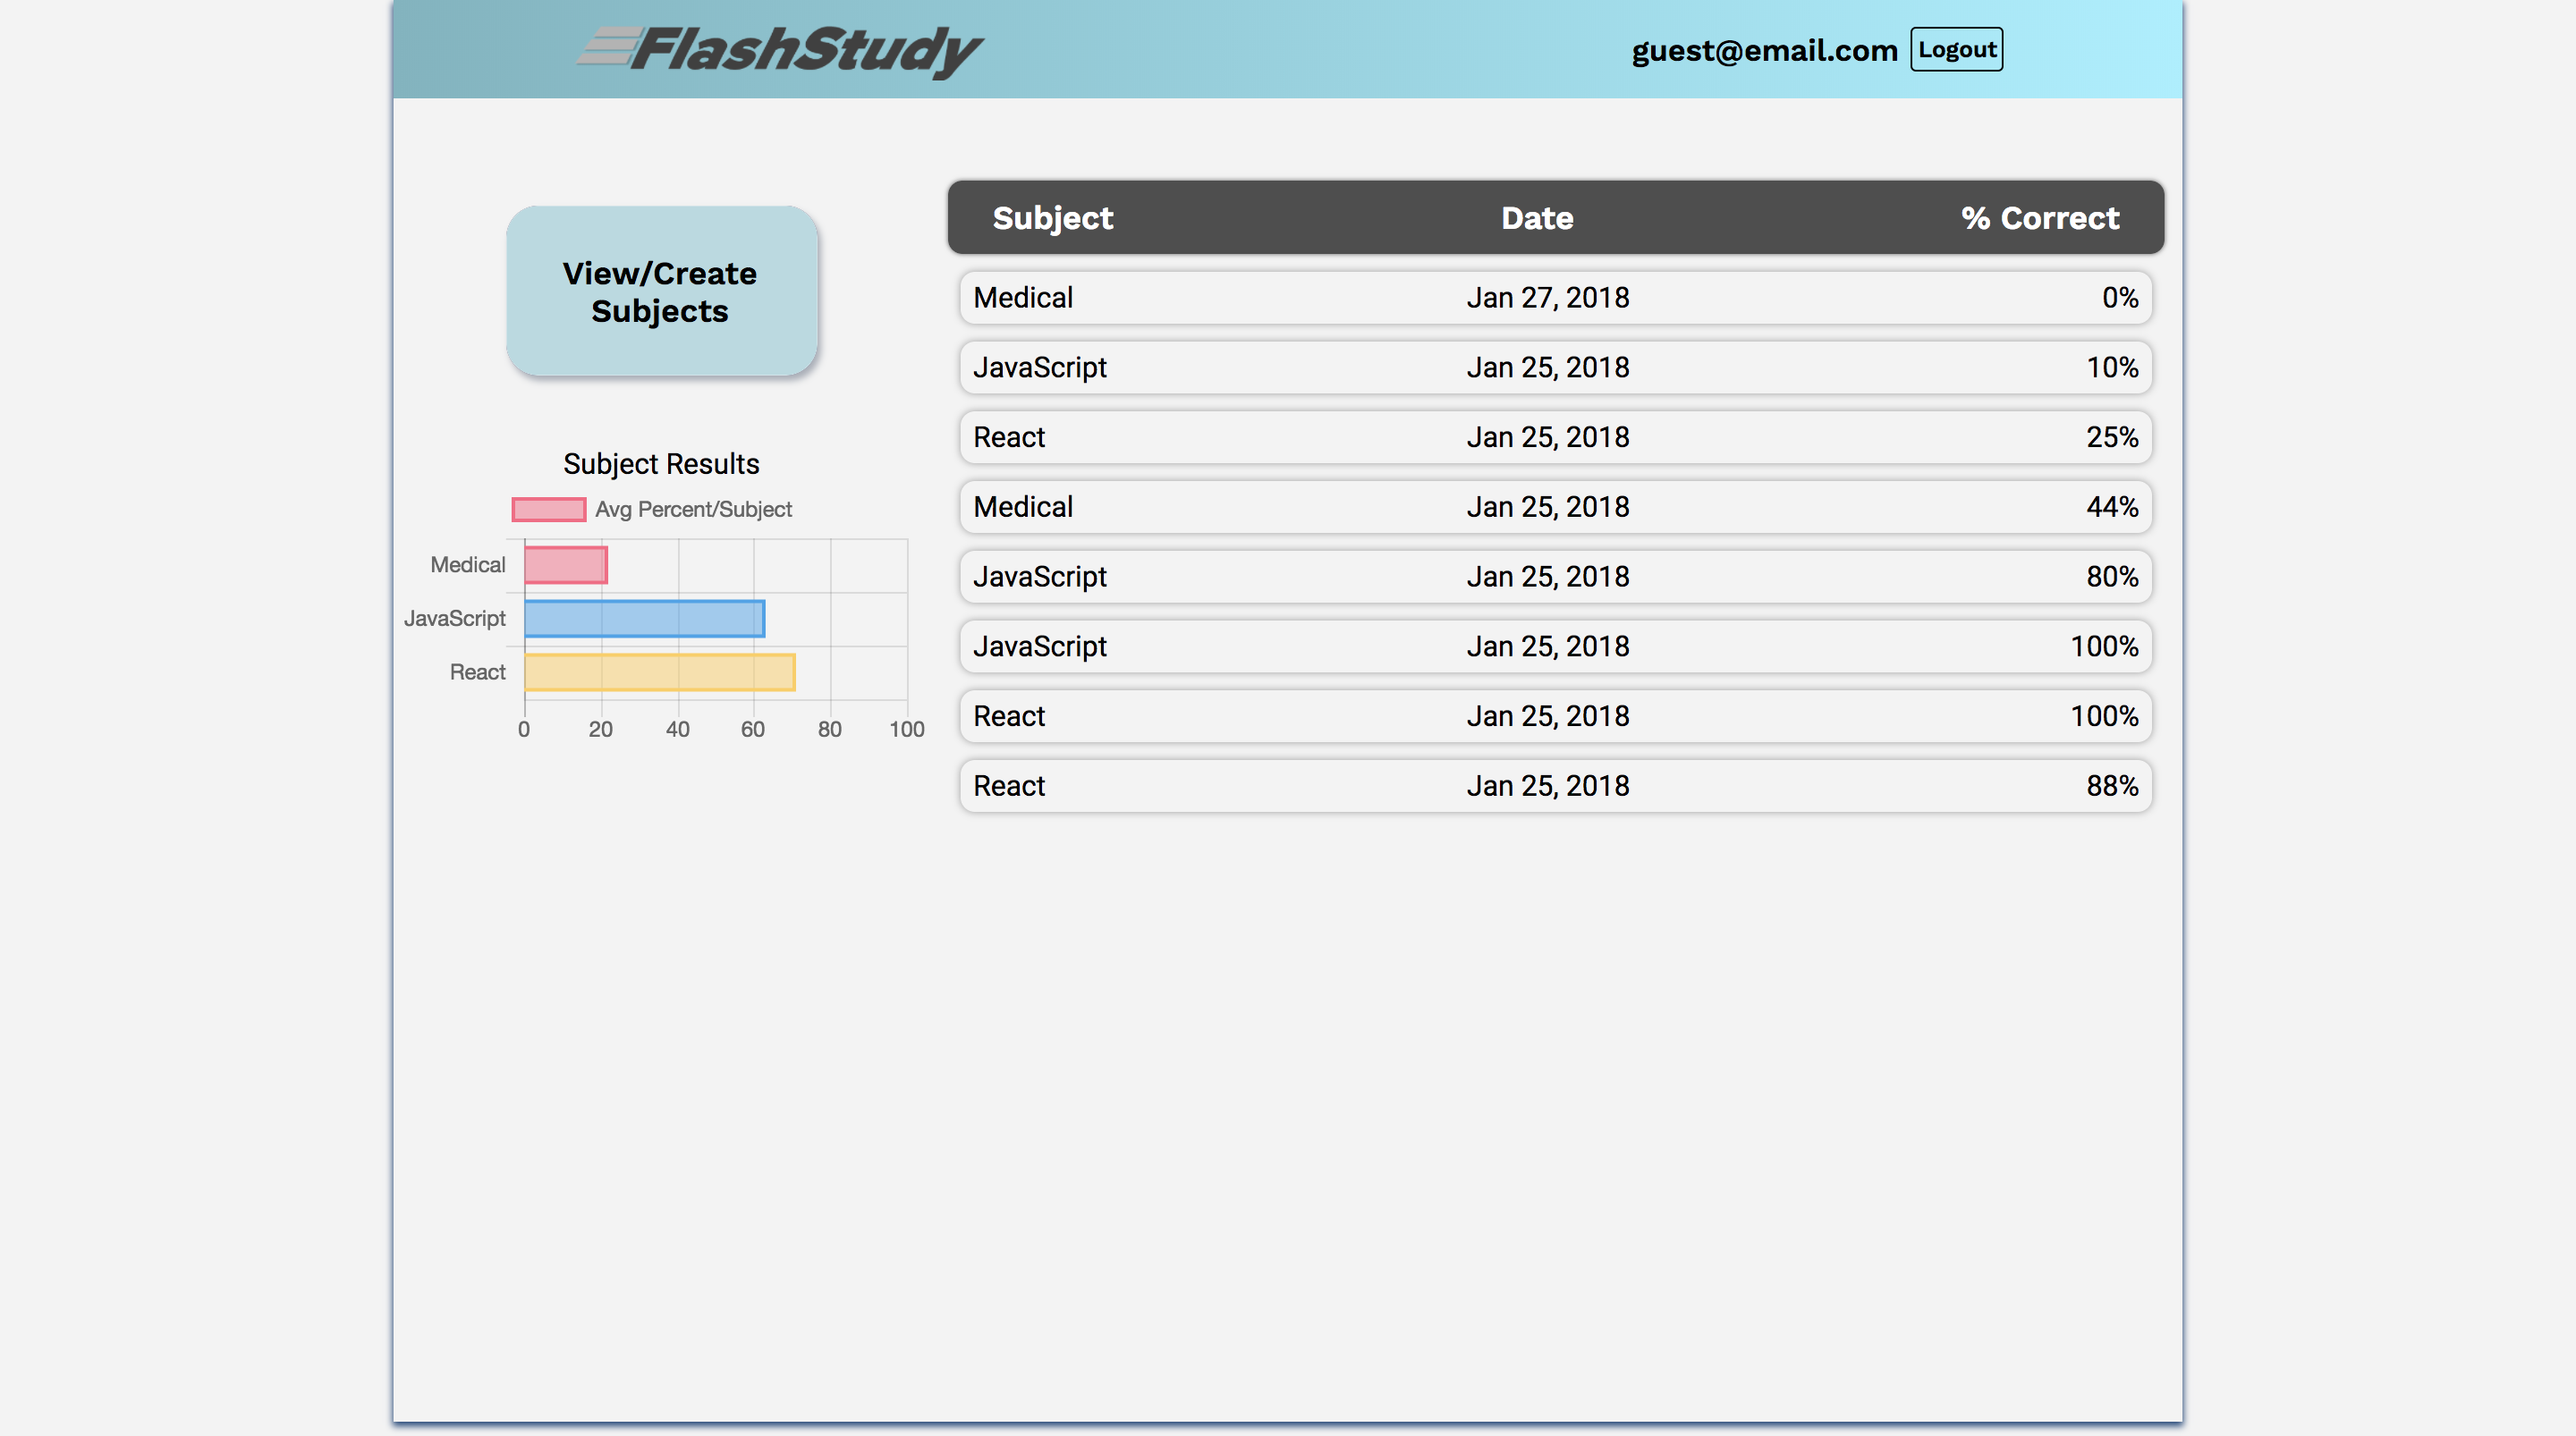 FlashStudy
guest@email.com Logout
View/Create
Subjects
Subject Results
Avg Percent/Subject
Medical
JavaScript
React
0 20 40 60 80 100
Subject Date % Correct
Medical Jan 27, 2018 0%
JavaScript Jan 25, 2018 10%
React Jan 25, 2018 25%
Medical Jan 25, 2018 44%
JavaScript Jan 25, 2018 80%
JavaScript Jan 25, 2018 100%
React Jan 25, 2018 100%
React Jan 25, 2018 88%